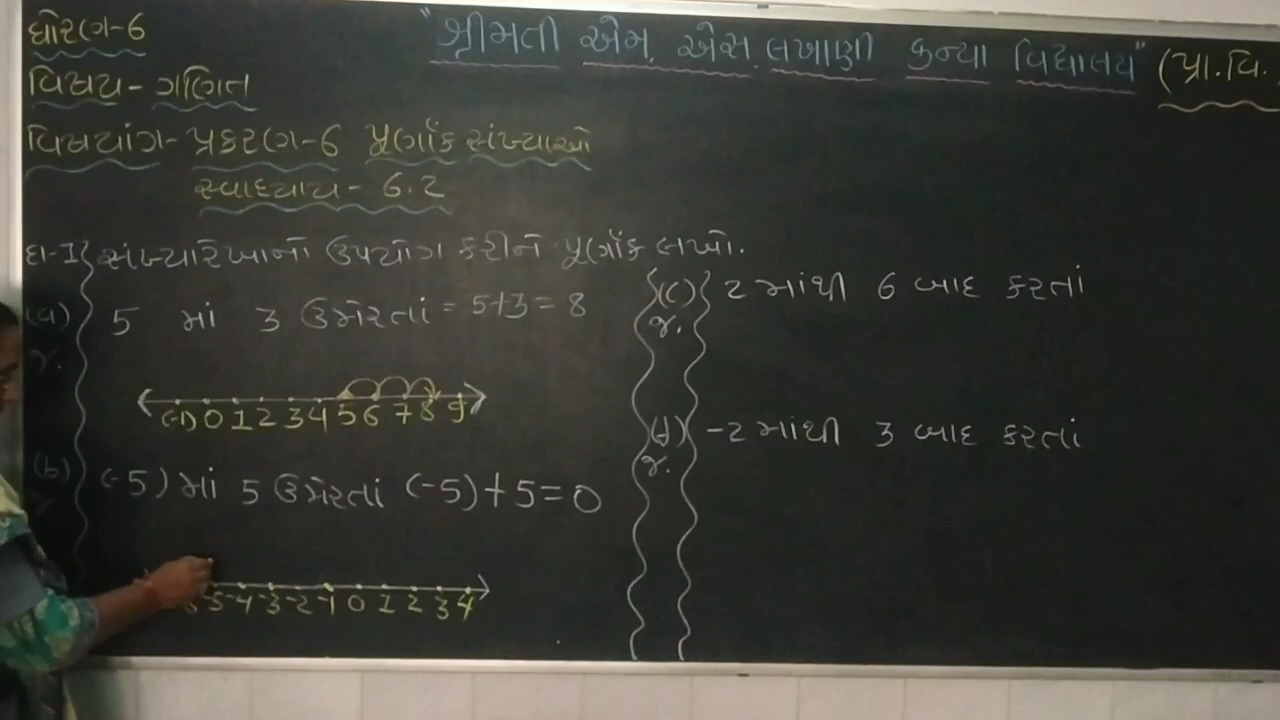 ધોરણ-6
"શ્રીમતી એમ. એસ. લખાણી કન્યા વિદ્યાલય" (પ્રા.વિ.
વિષય - ગણિત
વિષયાંગ- પ્રકરણ-6 પૂર્ણાંક સંખ્યાઓ
સ્વાધ્યાય - 6.2
દા-1 સંખ્યારેખાનો ઉપયોગ કરીને પૂર્ણાંક લખો.
(a) 5 માં 3 ઉમેરતાં = 5+3 = 8
જ.
(-1) 0 1 2 3 4 5 6 7 8 9
(b) (-5) માં 5 ઉમેરતાં (-5)+5=0
જ.
-5 -4 -3 -2 -1 0 1 2 3 4
(c) 2 માંથી 6 બાદ કરતાં
જ.
(d) -2 માંથી 3 બાદ કરતાં
જ.